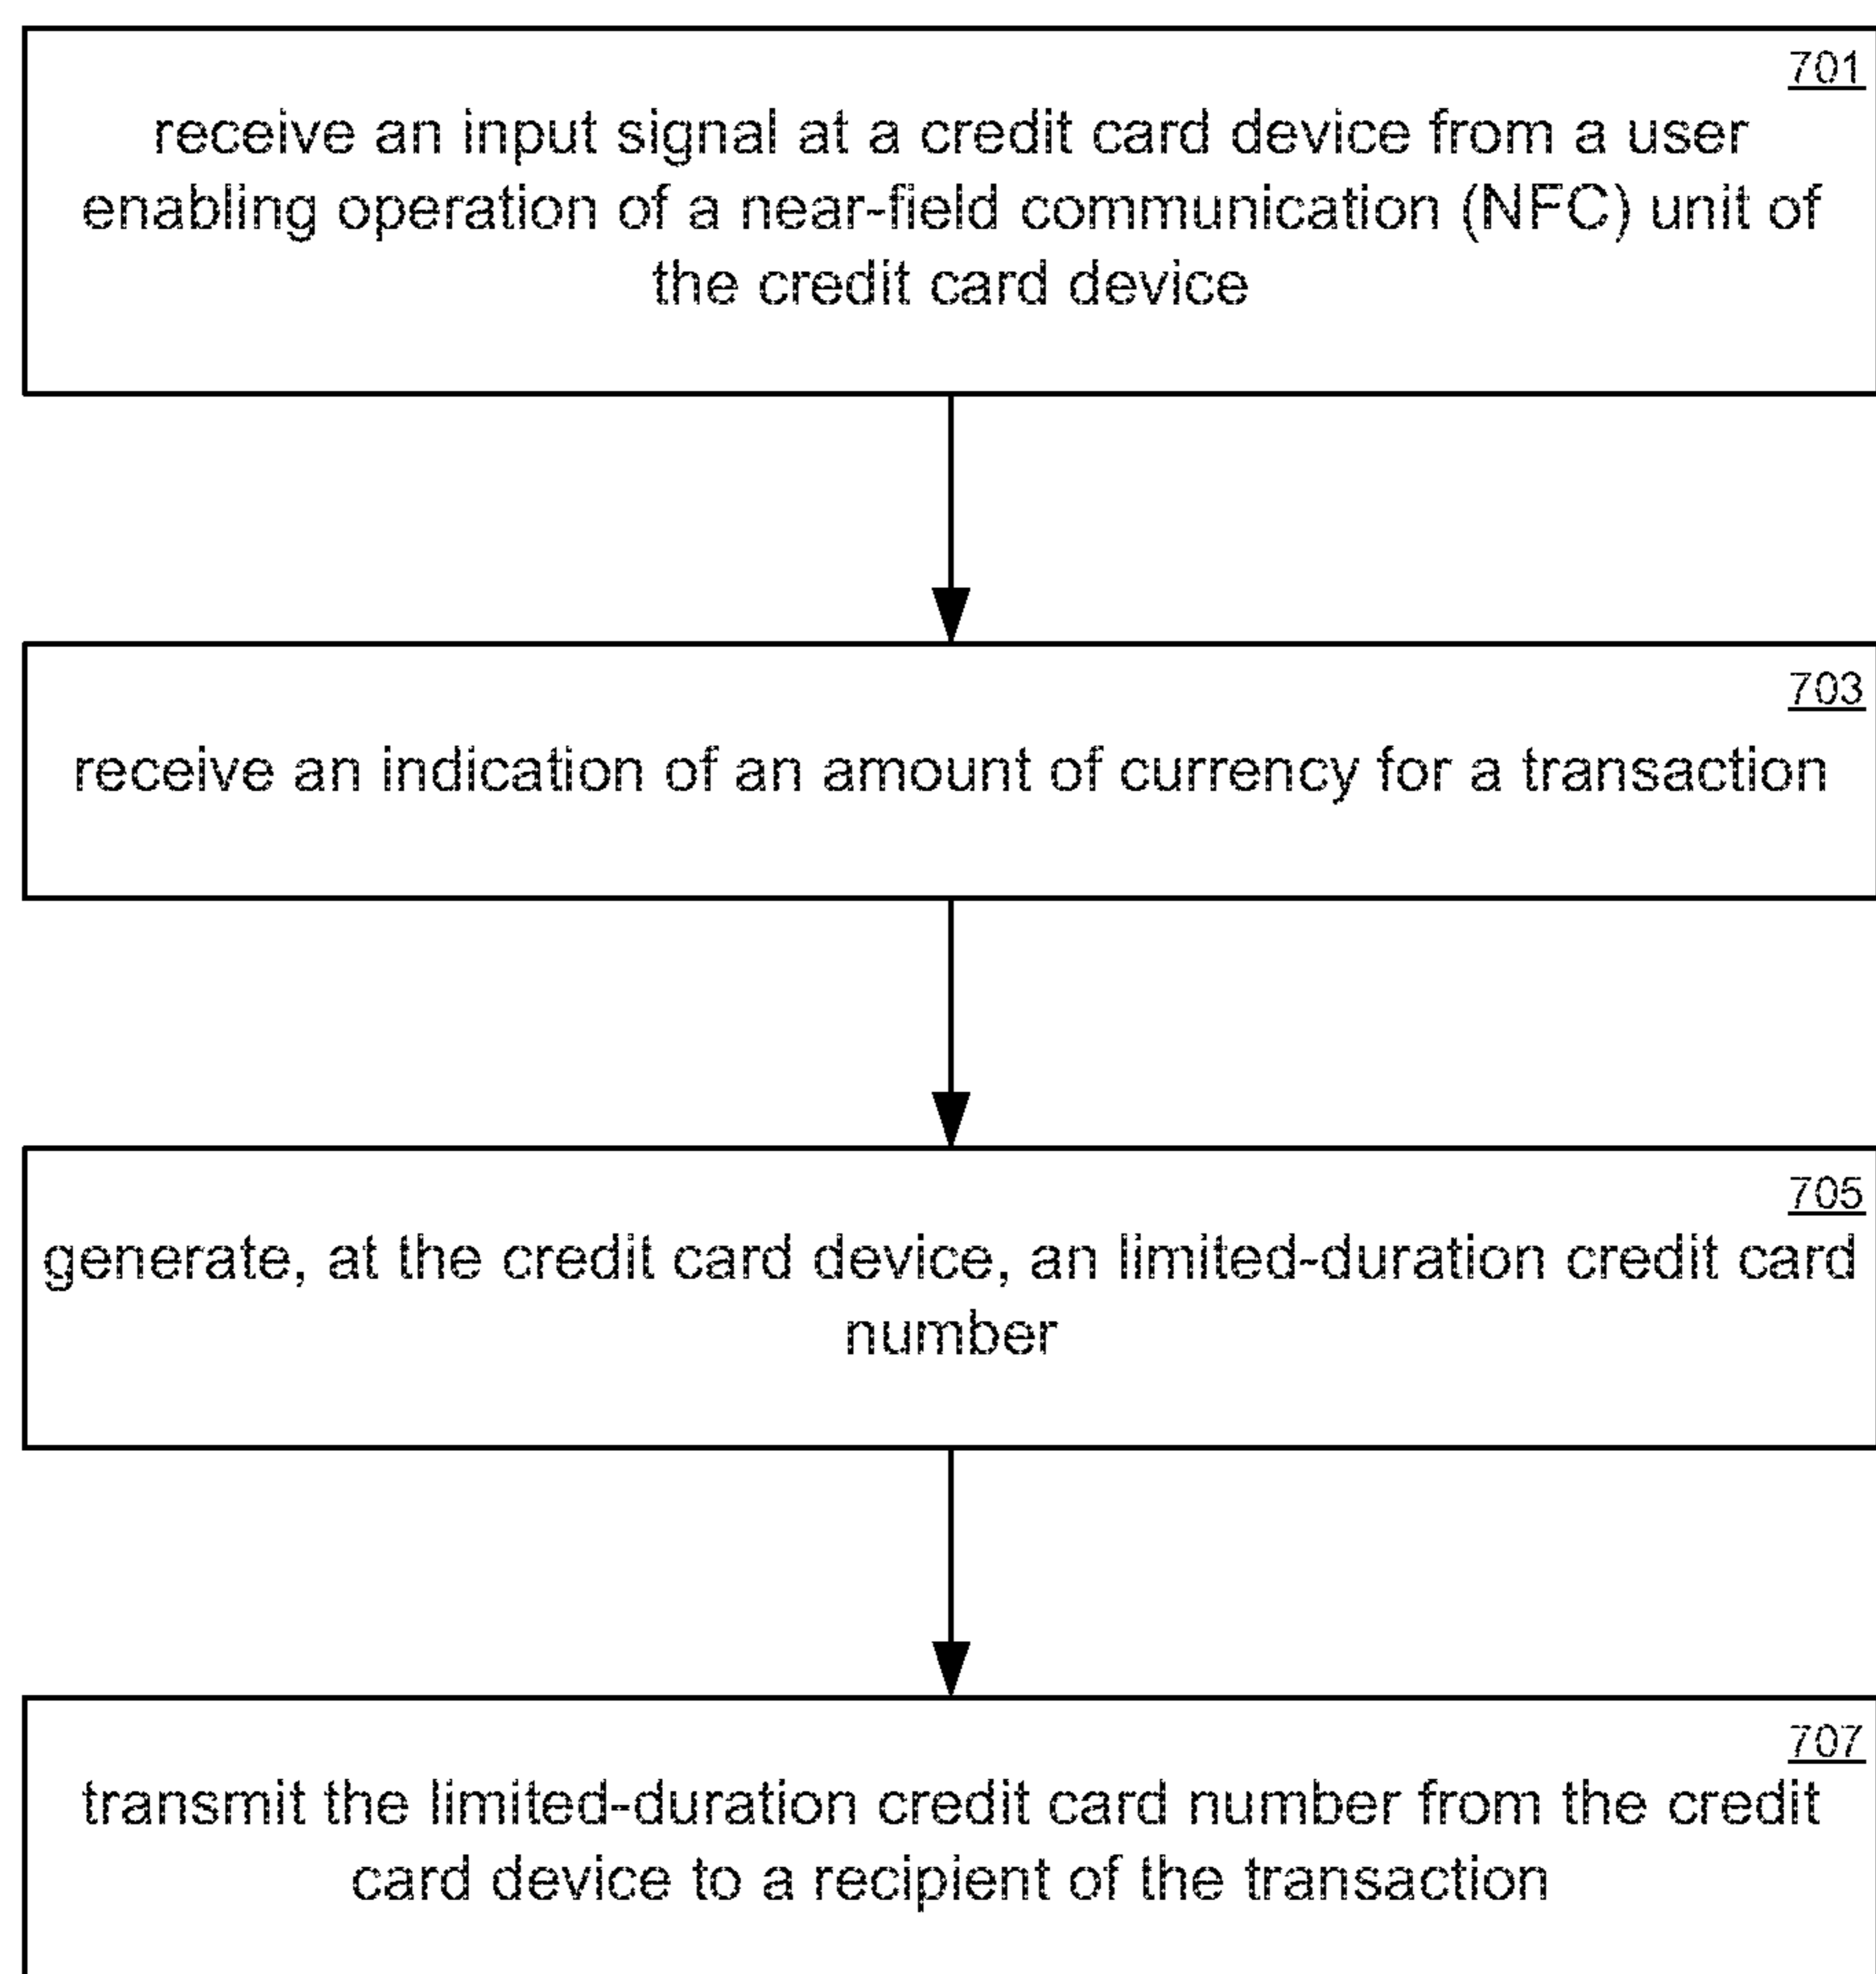 701
receive an input signal at a credit card device from a user
enabling operation of a near-field communication (NFC) unit of
the credit card device
703
receive an indication of an amount of currency for a transaction
705
generate, at the credit card device, an limited-duration credit card
number
707
transmit the limited-duration credit card number from the credit
card device to a recipient of the transaction